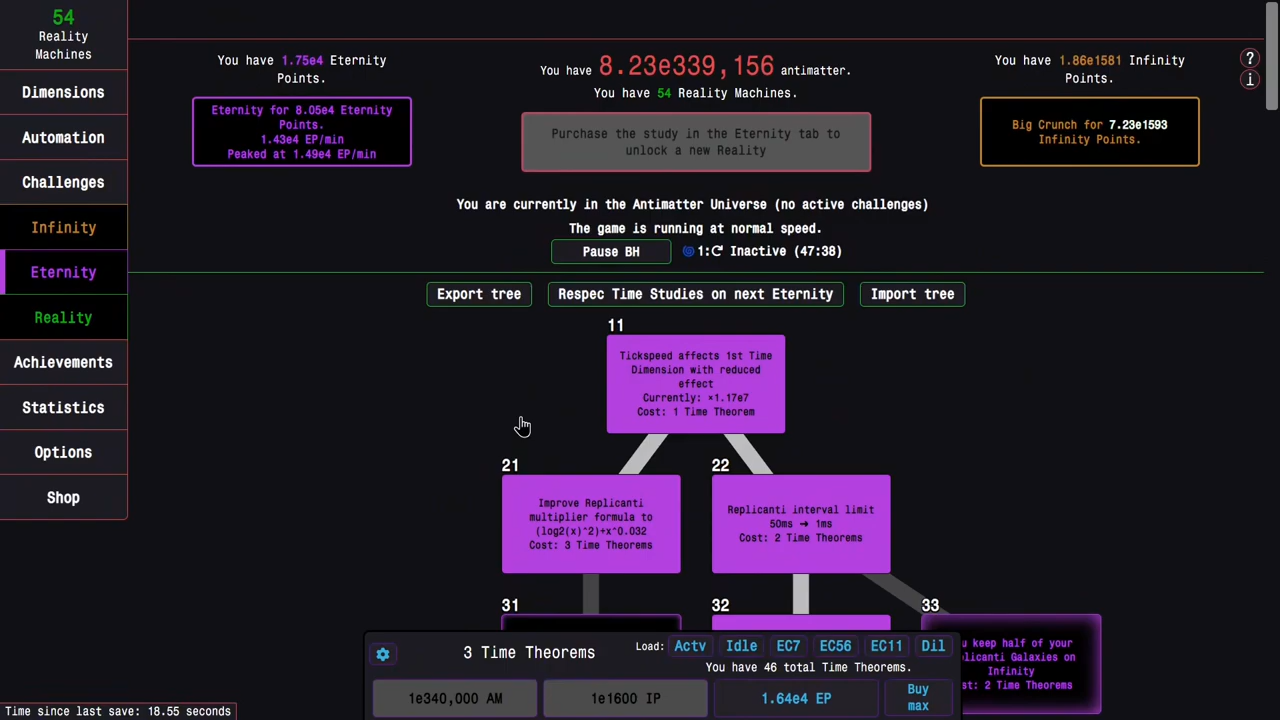 54
Reality
Machines
Dimensions
Automation
Challenges
Infinity
Eternity
Reality
Achievements
Statistics
Options
Shop
You have 1.75e4 Eternity
Points.
Eternity for 8.05e4 Eternity
Points.
1.43e4 EP/min
Peaked at 1.49e4 EP/min
You have 8.23e339,156 antimatter.
You have 54 Reality Machines.
Purchase the study in the Eternity tab to
unlock a new Reality
You have 1.86e1581 Infinity
Points.
Big Crunch for 7.23e1593
Infinity Points.
?
i
You are currently in the Antimatter Universe (no active challenges)
The game is running at normal speed.
Pause BH
1: Inactive (47:38)
Export tree
Respec Time Studies on next Eternity
Import tree
11
Tickspeed affects 1st Time
Dimension with reduced
effect
Currently: ×1.17e7
Cost: 1 Time Theorem
21
Improve Replicanti
multiplier formula to
(log2(x)^2)+x^0.032
Cost: 3 Time Theorems
22
Replicanti interval limit
50ms → 1ms
Cost: 2 Time Theorems
31
32
33
keep half of your
Galaxies on
Infinity
2 Time Theorems
3 Time Theorems
Load: Actv Idle EC7 EC56 EC11 Dil
You have 46 total Time Theorems.
1e340,000 AM
1e1600 IP
1.64e4 EP
Buy
max
Time since last save: 18.55 seconds